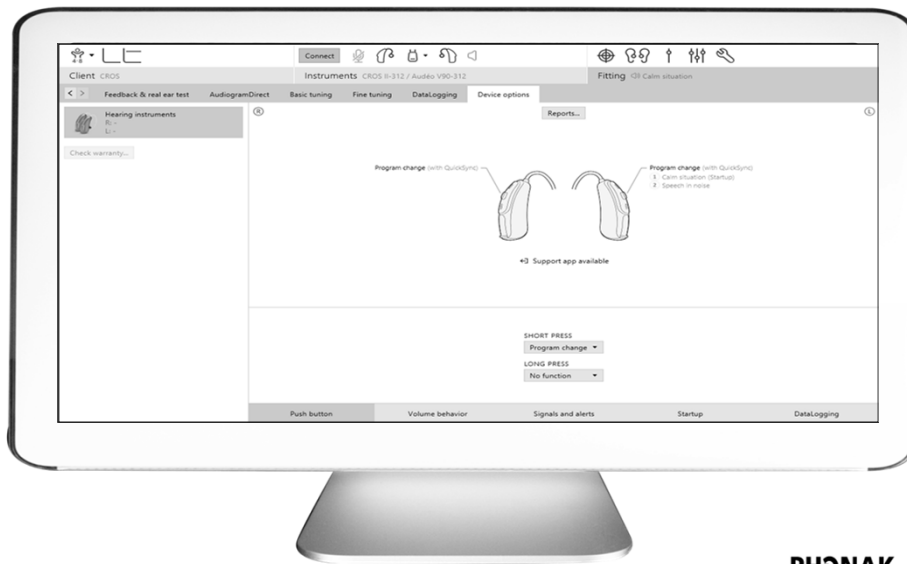 Connect
Client CROS
Instruments CROS II-312 / Audéo V90-312
Fitting Calm situation
< > Feedback & real ear test AudiogramDirect Basic tuning Fine tuning DataLogging Device options
Hearing instruments
R: -
L: -
Check warranty...
R
Reports...
L
Program change (with QuickSync)
Program change (with QuickSync)
1 Calm situation (Startup)
2 Speech in noise
Support app available
SHORT PRESS
Program change
LONG PRESS
No function
Push button Volume behavior Signals and alerts Startup DataLogging
PHONAK